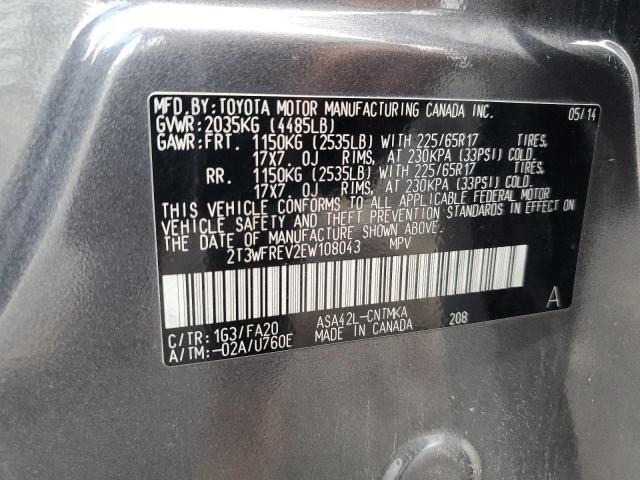 MFD.BY:TOYOTA MOTOR MANUFACTURING CANADA INC. 05/14
GVWR:2035KG (4485LB)
GAWR:FRT. 1150KG (2535LB) WITH 225/65R17 TIRES,
17X7.0J RIMS, AT 230KPA (33PSI) COLD.
RR. 1150KG (2535LB) WITH 225/65R17 TIRES,
17X7.0J RIMS, AT 230KPA (33PSI) COLD.
THIS VEHICLE CONFORMS TO ALL APPLICABLE FEDERAL MOTOR
VEHICLE SAFETY AND THEFT PREVENTION STANDARDS IN EFFECT ON
THE DATE OF MANUFACTURE SHOWN ABOVE.
2T3WFREV2EW108043 MPV
A
C/TR:1G3/FA20 ASA42L-CNTMKA 208
A/TM:-02A/U760E MADE IN CANADA